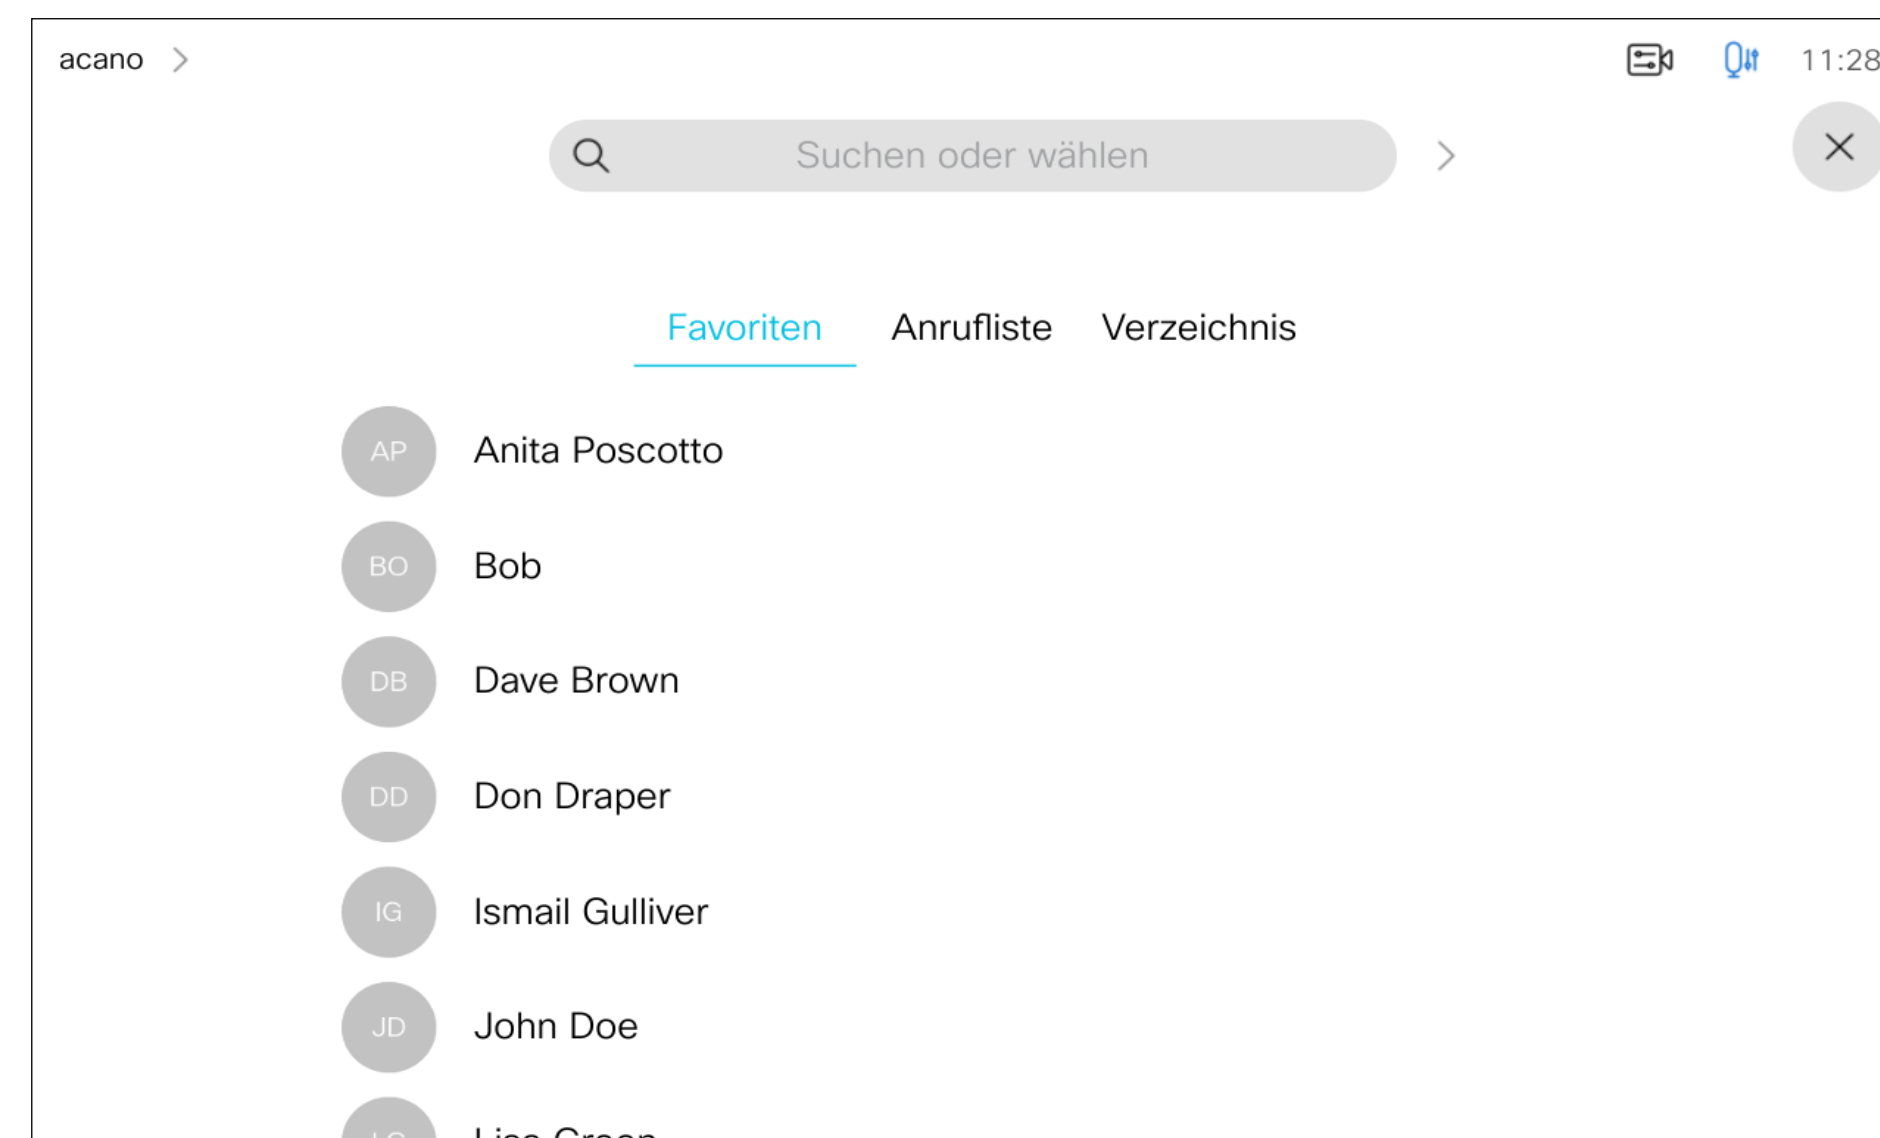 acano
11:28
Suchen oder wählen
Favoriten Anrufliste Verzeichnis
AP Anita Poscotto
BO Bob
DB Dave Brown
DD Don Draper
IG Ismail Gulliver
JD John Doe